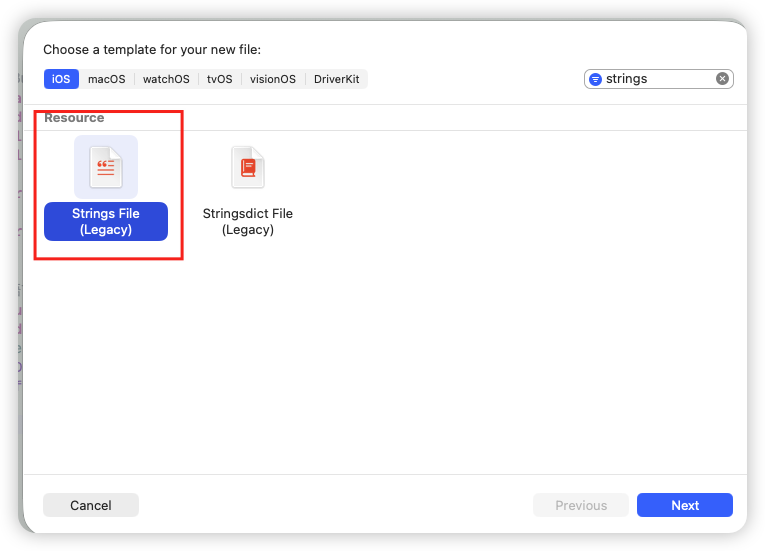 Choose a template for your new file:
iOS macOS watchOS tvOS visionOS DriverKit strings
Resource
Strings File
(Legacy)
Stringsdict File
(Legacy)
Cancel Previous Next